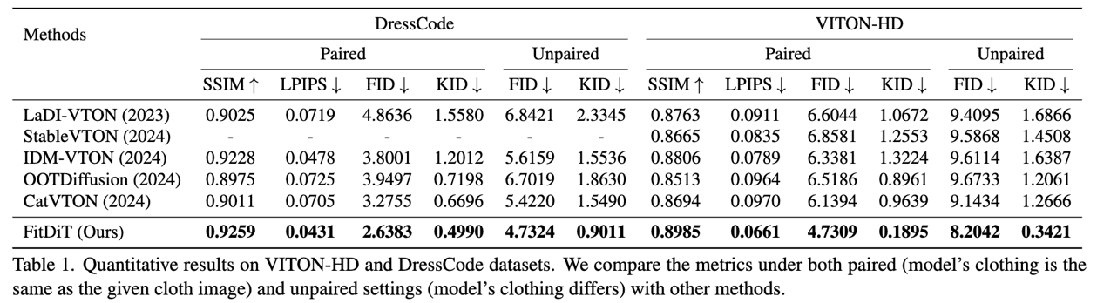 Methods DressCode VITON-HD
Paired Unpaired Paired Unpaired
SSIM ↑ LPIPS ↓ FID ↓ KID ↓ FID ↓ KID ↓ SSIM ↑ LPIPS ↓ FID ↓ KID ↓ FID ↓ KID ↓
LaDI-VTON (2023) 0.9025 0.0719 4.8636 1.5580 6.8421 2.3345 0.8763 0.0911 6.6044 1.0672 9.4095 1.6866
StableVTON (2024) - - - - - - 0.8665 0.0835 6.8581 1.2553 9.5868 1.4508
IDM-VTON (2024) 0.9228 0.0478 3.8001 1.2012 5.6159 1.5536 0.8806 0.0789 6.3381 1.3224 9.6114 1.6387
OOTDiffusion (2024) 0.8975 0.0725 3.9497 0.7198 6.7019 1.8630 0.8513 0.0964 6.5186 0.8961 9.6733 1.2061
CatVTON (2024) 0.9011 0.0705 3.2755 0.6696 5.4220 1.5490 0.8694 0.0970 6.1394 0.9639 9.1434 1.2666
FitDiT (Ours) 0.9259 0.0431 2.6383 0.4990 4.7324 0.9011 0.8985 0.0661 4.7309 0.1895 8.2042 0.3421
Table 1. Quantitative results on VITON-HD and DressCode datasets. We compare the metrics under both paired (model's clothing is the
same as the given cloth image) and unpaired settings (model's clothing differs) with other methods.